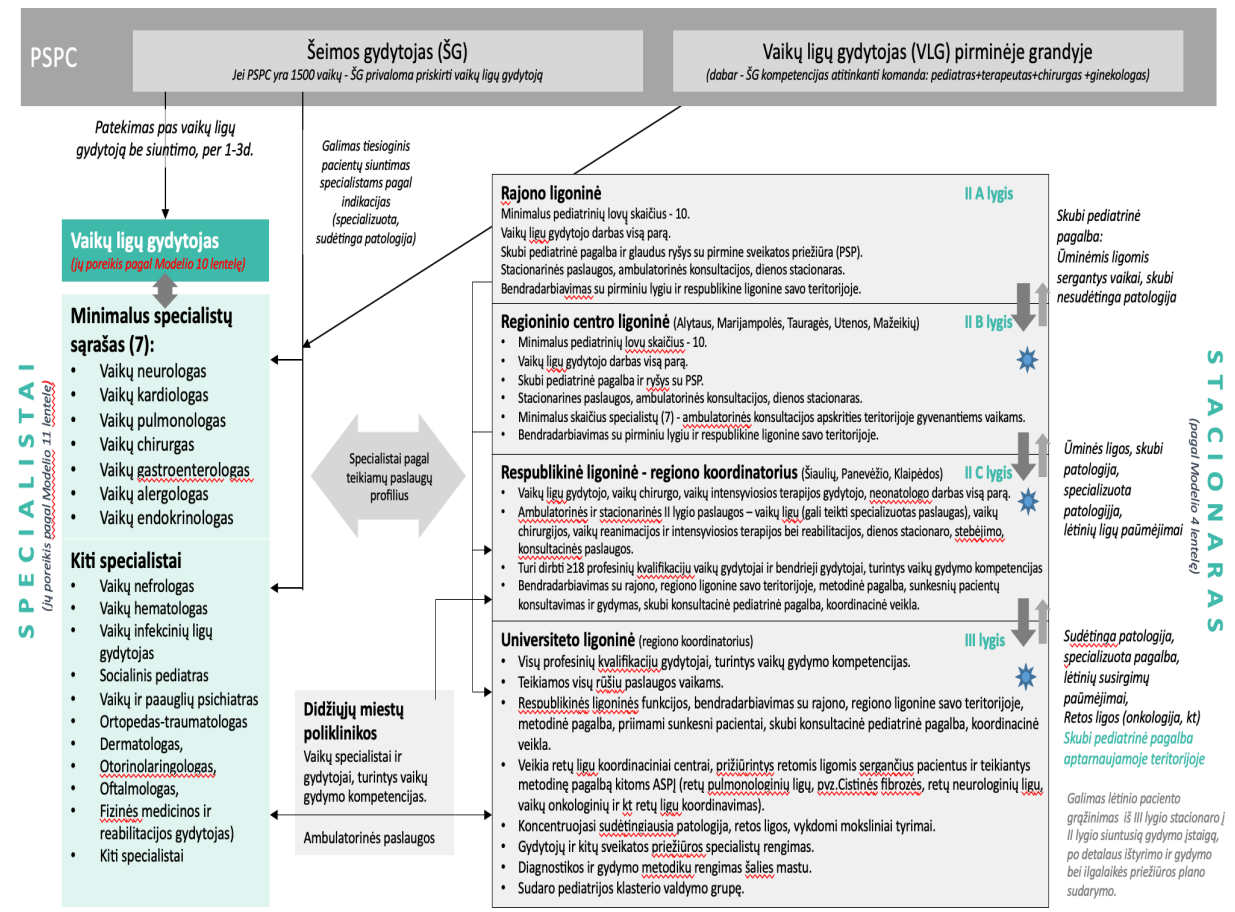 PSPC
Šeimos gydytojas (ŠG)
Jei PSPC yra 1500 vaikų - ŠG privaloma priskirti vaikų ligų gydytoją
Vaikų ligų gydytojas (VLG) pirminėje grandyje
(dabar - ŠG kompetencijas atitinkanti komanda: pediatras+terapeutas+chirurgas +ginekologas)
Patekimas pas vaikų ligų
gydytoją be siuntimo, per 1-3d.
Galimas tiesioginis
pacientų siuntimas
specialistams pagal
indikacijas
(specializuota,
sudėtinga patologija)
Vaikų ligų gydytojas
(jų poreikis pagal Modelio 10 lentelę)
SPECIALISTAI
(jų poreikis pagal Modelio 11 lentelę)
Minimalus specialistų
sąrašas (7):
• Vaikų neurologas
• Vaikų kardiologas
• Vaikų pulmonologas
• Vaikų chirurgas
• Vaikų gastroenterologas
• Vaikų alergologas
• Vaikų endokrinologas
Kiti specialistai
• Vaikų nefrologas
• Vaikų hematologas
• Vaikų infekcinių ligų
gydytojas
• Socialinis pediatras
• Vaikų ir paauglių psichiatras
• Ortopedas-traumatologas
• Dermatologas,
• Otorinolaringologas,
• Oftalmologas,
• Fizinės medicinos ir
reabilitacijos gydytojas)
• Kiti specialistai
Specialistai pagal
teikiamų paslaugų
profilius
Didžiųjų miestų
poliklinikos
Vaikų specialistai ir
gydytojai, turintys vaikų
gydymo kompetencijas.
Ambulatorinės paslaugos
Rajono ligoninė II A lygis
Minimalus pediatrinių lovų skaičius - 10.
Vaikų ligų gydytojo darbas visą parą.
Skubi pediatrinė pagalba ir glaudus ryšys su pirmine sveikatos priežiūra (PSP).
Stacionarinės paslaugos, ambulatorinės konsultacijos, dienos stacionaras.
Bendradarbiavimas su pirminiu lygiu ir respublikine ligonine savo teritorijoje.
Regioninio centro ligoninė (Alytaus, Marijampolės, Tauragės, Utenos, Mažeikių) II B lygis
• Minimalus pediatrinių lovų skaičius - 10.
• Vaikų ligų gydytojo darbas visą parą.
• Skubi pediatrinė pagalba ir ryšys su PSP.
• Stacionarines paslaugos, ambulatorinės konsultacijos, dienos stacionaras.
• Minimalus skaičius specialistų (7) - ambulatorinės konsultacijos apskrities teritorijoje gyvenantiems vaikams.
• Bendradarbiavimas su pirminiu lygiu ir respublikine ligonine savo teritorijoje.
Respublikinė ligoninė - regiono koordinatorius (Šiaulių, Panevėžio, Klaipėdos) II C lygis
• Vaikų ligų gydytojo, vaikų chirurgo, vaikų intensyviosios terapijos gydytojo, neonatologo darbas visą parą.
• Ambulatorinės ir stacionarinės II lygio paslaugos – vaikų ligų (gali teikti specializuotas paslaugas), vaikų
chirurgijos, vaikų reanimacijos ir intensyviosios terapijos bei reabilitacijos, dienos stacionaro, stebėjimo,
konsultacinės paslaugos.
• Turi dirbti ≥18 profesinių kvalifikacijų vaikų gydytojai ir bendrieji gydytojai, turintys vaikų gydymo kompetencijas
• Bendradarbiavimas su rajono, regiono ligonine savo teritorijoje, metodinė pagalba, sunkesnių pacientų
konsultavimas ir gydymas, skubi konsultacinė pediatrinė pagalba, koordinacinė veikla.
Universiteto ligoninė (regiono koordinatorius) III lygis
• Visų profesinių kvalifikacijų gydytojai, turintys vaikų gydymo kompetencijas.
• Teikiamos visų rūšių paslaugos vaikams.
• Respublikinės ligoninės funkcijos, bendradarbiavimas su rajono, regiono ligonine savo teritorijoje,
metodinė pagalba, priimami sunkesni pacientai, skubi konsultacinė pediatrinė pagalba, koordinacinė
veikla.
• Veikia retų ligų koordinaciniai centrai, prižiūrintys retomis ligomis sergančius pacientus ir teikiantys
metodinę pagalbą kitoms ASPĮ (retų pulmonologinių ligų, pvz.Cistinės fibrozės, retų neurologinių ligų,
vaikų onkologinių ir kt retų ligų koordinavimas).
• Koncentruojasi sudėtingiausia patologija, retos ligos, vykdomi moksliniai tyrimai.
• Gydytojų ir kitų sveikatos priežiūros specialistų rengimas.
• Diagnostikos ir gydymo metodikų rengimas šalies mastu.
• Sudaro pediatrijos klasterio valdymo grupę.
Skubi pediatrinė
pagalba:
Ūminėmis ligomis
sergantys vaikai, skubi
nesudėtinga patologija
Ūminės ligos, skubi
patologija,
specializuota
patologijja,
lėtinių ligų paūmėjimai
STACIONARAS
(pagal Modelio 4 lentelę)
Sudėtinga patologija,
specializuota pagalba,
lėtinių susirgimų
paūmėjimai,
Retos ligos (onkologija, kt)
Skubi pediatrinė pagalba
aptarnaujamoje teritorijoje
Galimas lėtinio paciento
grąžinimas iš III lygio stacionaro į
II lygio siuntusią gydymo įstaigą,
po detalaus ištyrimo ir gydymo
bei ilgalaikės priežiūros plano
sudarymo.